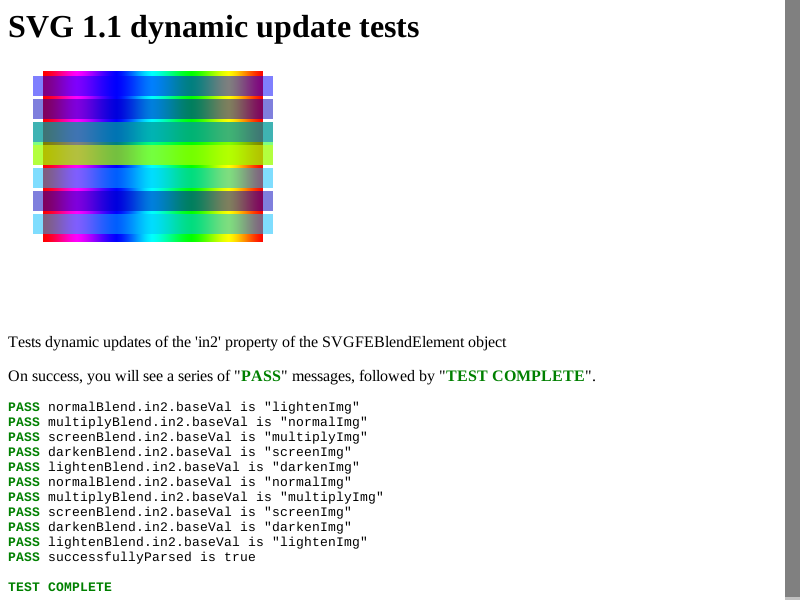 SVG 1.1 dynamic update tests
Tests dynamic updates of the 'in2' property of the SVGFEBlendElement object
On success, you will see a series of "PASS" messages, followed by "TEST COMPLETE".
PASS normalBlend.in2.baseVal is "lightenImg"
PASS multiplyBlend.in2.baseVal is "normalImg"
PASS screenBlend.in2.baseVal is "multiplyImg"
PASS darkenBlend.in2.baseVal is "screenImg"
PASS lightenBlend.in2.baseVal is "darkenImg"
PASS normalBlend.in2.baseVal is "normalImg"
PASS multiplyBlend.in2.baseVal is "multiplyImg"
PASS screenBlend.in2.baseVal is "screenImg"
PASS darkenBlend.in2.baseVal is "darkenImg"
PASS lightenBlend.in2.baseVal is "lightenImg"
PASS successfullyParsed is true
TEST COMPLETE